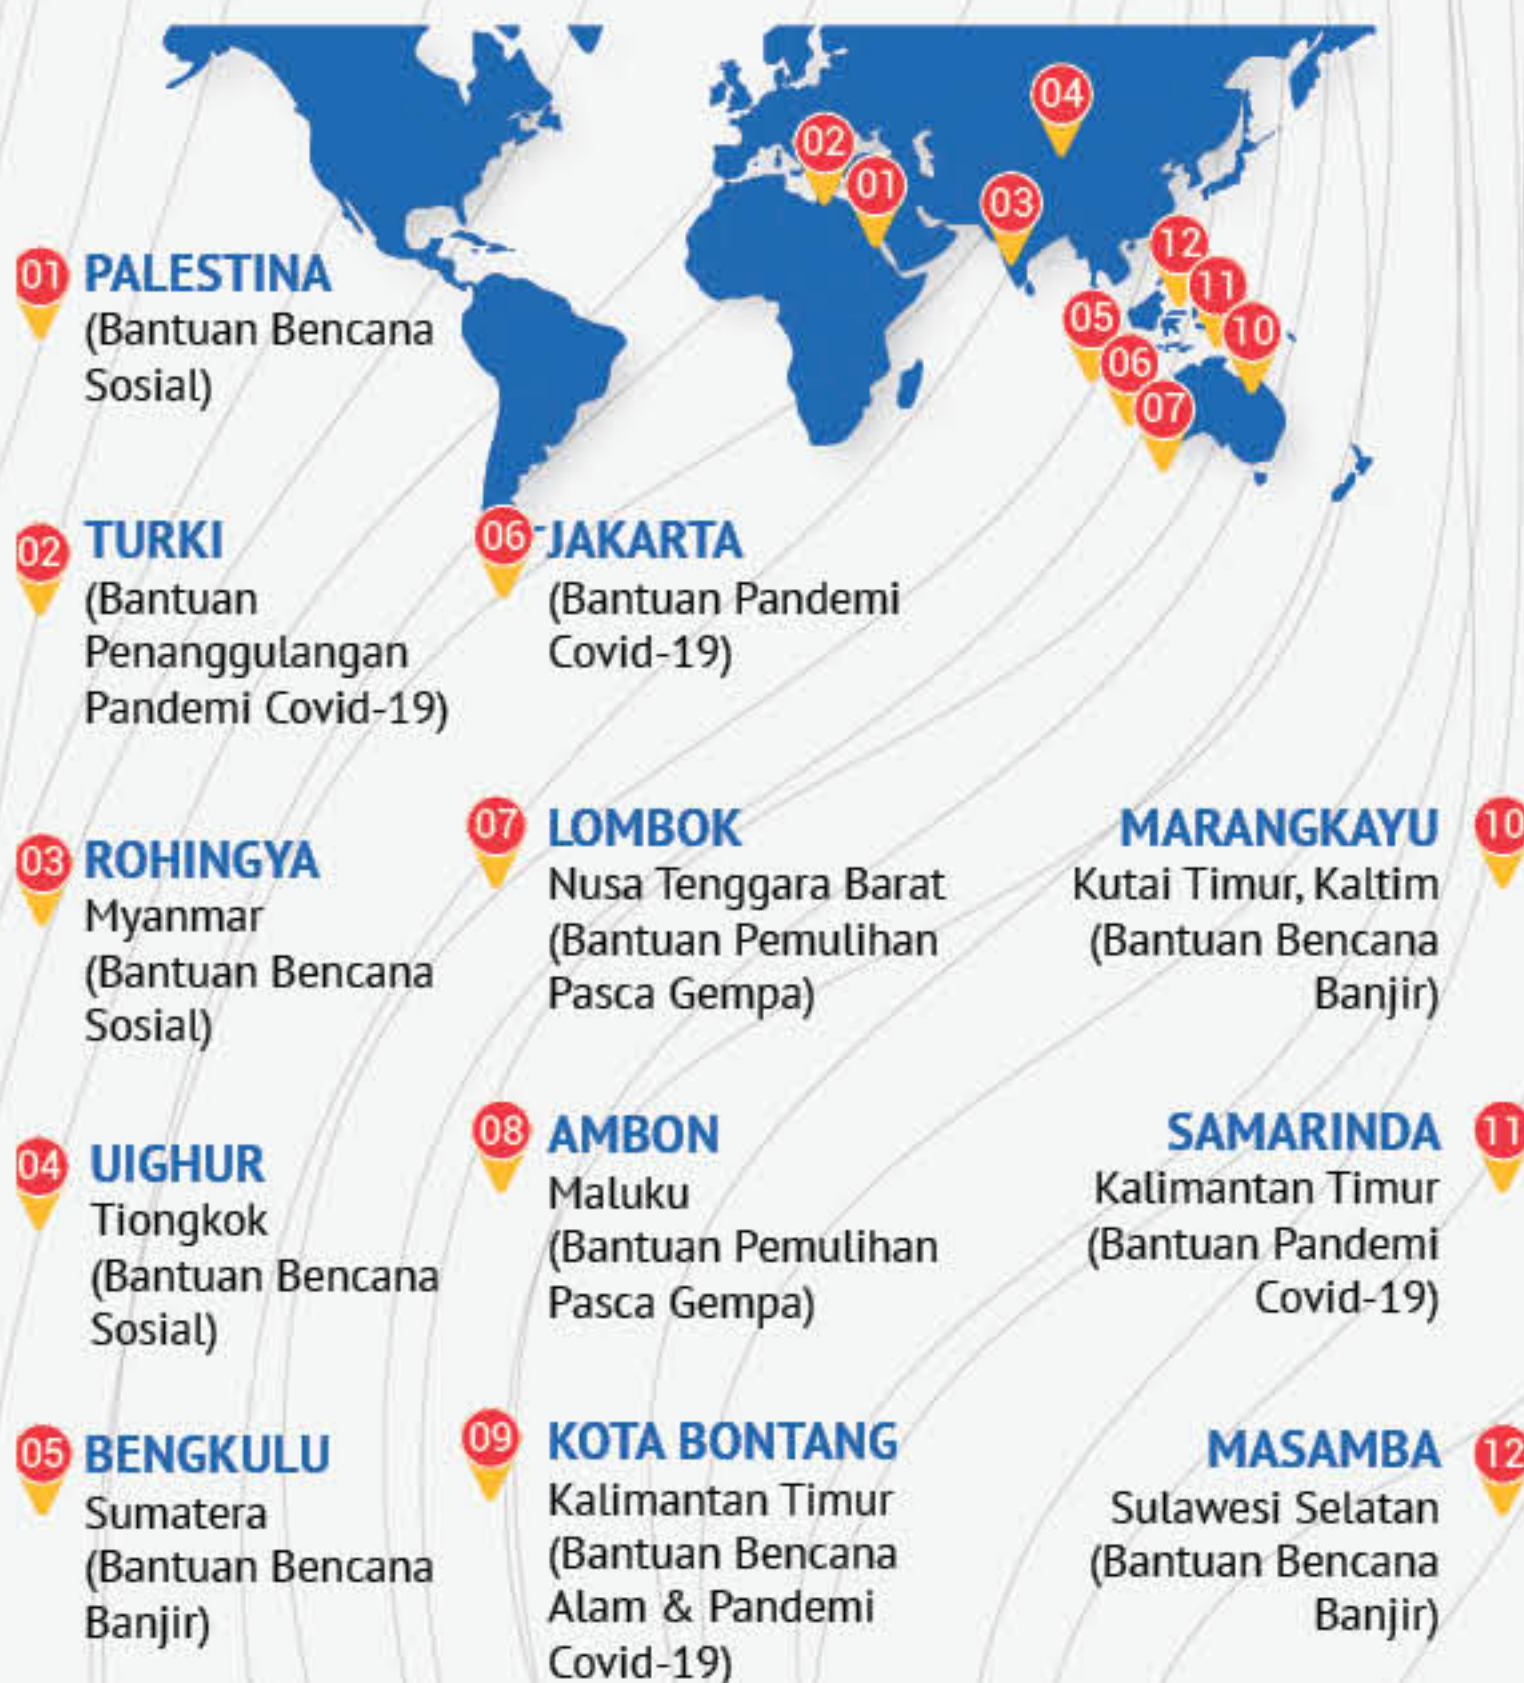 04
02
01
03
12
11
05
10
06
07
01 PALESTINA
(Bantuan Bencana
Sosial)
02 TURKI
(Bantuan
Penanggulangan
Pandemi Covid-19)
03 ROHINGYA
Myanmar
(Bantuan Bencana
Sosial)
04 UIGHUR
Tiongkok
(Bantuan Bencana
Sosial)
05 BENGKULU
Sumatera
(Bantuan Bencana
Banjir)
06 JAKARTA
(Bantuan Pandemi
Covid-19)
07 LOMBOK
Nusa Tenggara Barat
(Bantuan Pemulihan
Pasca Gempa)
08 AMBON
Maluku
(Bantuan Pemulihan
Pasca Gempa)
09 KOTA BONTANG
Kalimantan Timur
(Bantuan Bencana
Alam & Pandemi
Covid-19)
MARANGKAYU 10
Kutai Timur, Kaltim
(Bantuan Bencana
Banjir)
SAMARINDA 11
Kalimantan Timur
(Bantuan Pandemi
Covid-19)
MASAMBA 12
Sulawesi Selatan
(Bantuan Bencana
Banjir)